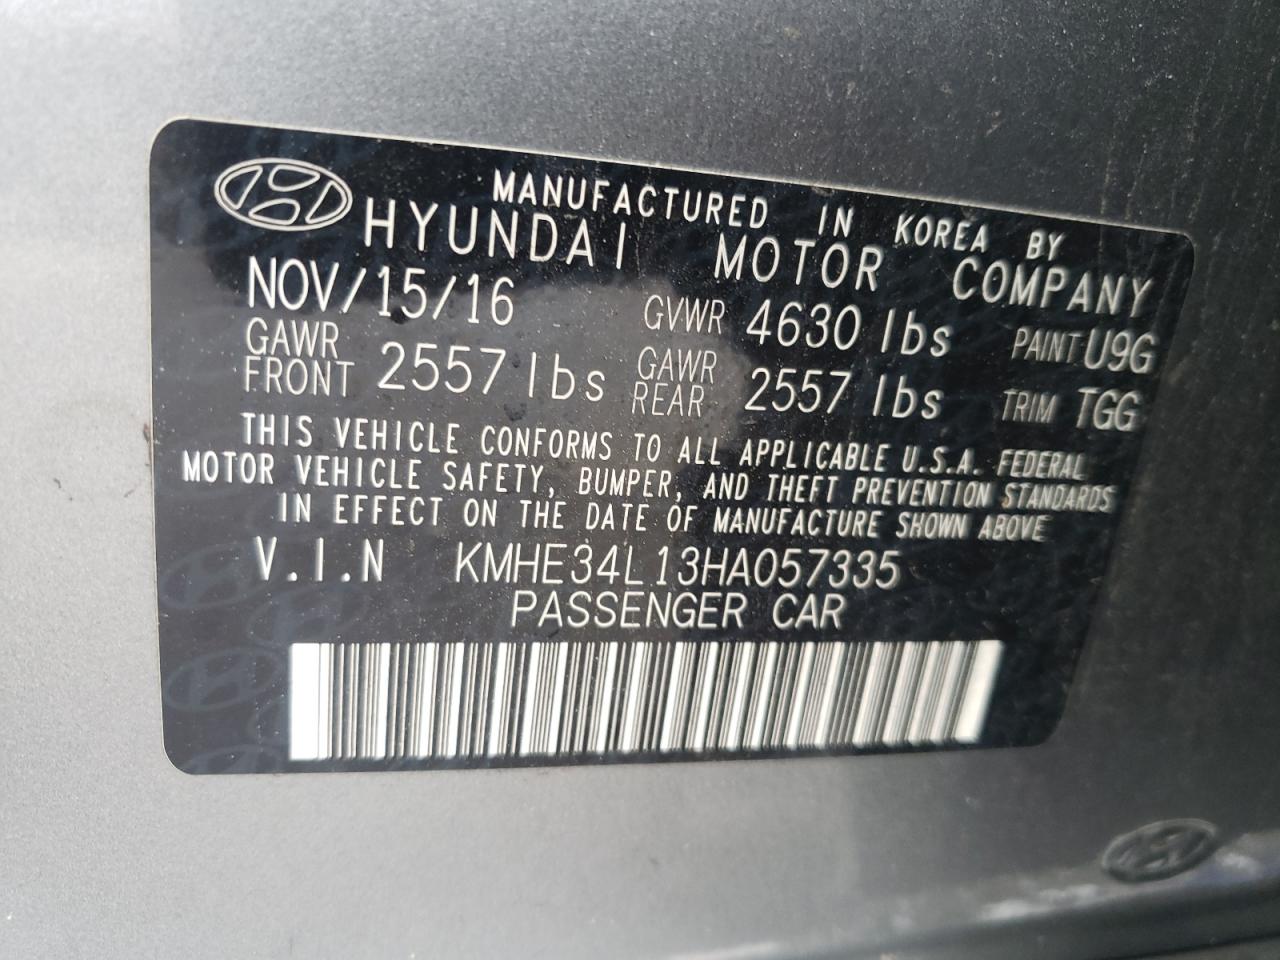 MANUFACTURED IN KOREA BY
HYUNDAI MOTOR COMPANY
NOV/15/16 GVWR 4630 lbs PAINT U9G
GAWR FRONT 2557 lbs GAWR REAR 2557 lbs TRIM TGG
THIS VEHICLE CONFORMS TO ALL APPLICABLE U.S.A. FEDERAL
MOTOR VEHICLE SAFETY, BUMPER, AND THEFT PREVENTION STANDARDS
IN EFFECT ON THE DATE OF MANUFACTURE SHOWN ABOVE
V.I.N KMHE34L13HA057335
PASSENGER CAR